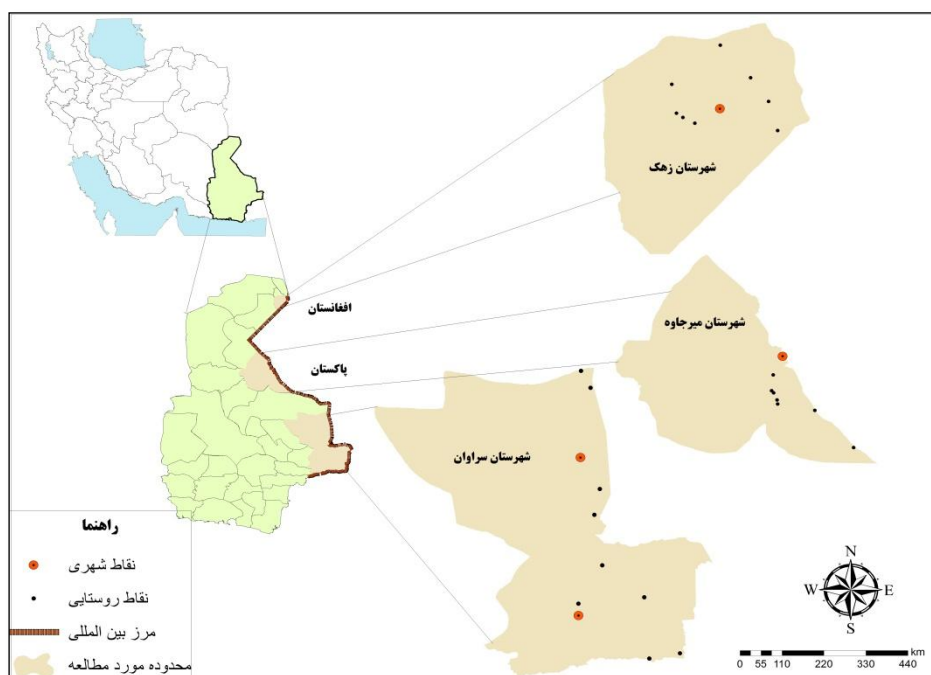 شهرستان زهک
افغانستان
شهرستان میرجاوه
پاکستان
شهرستان سراوان
راهنما
نقاط شهری
نقاط روستایی
مرز بین المللی
محدوده مورد مطالعه
N
W E
S
km
0 55 110 220 330 440